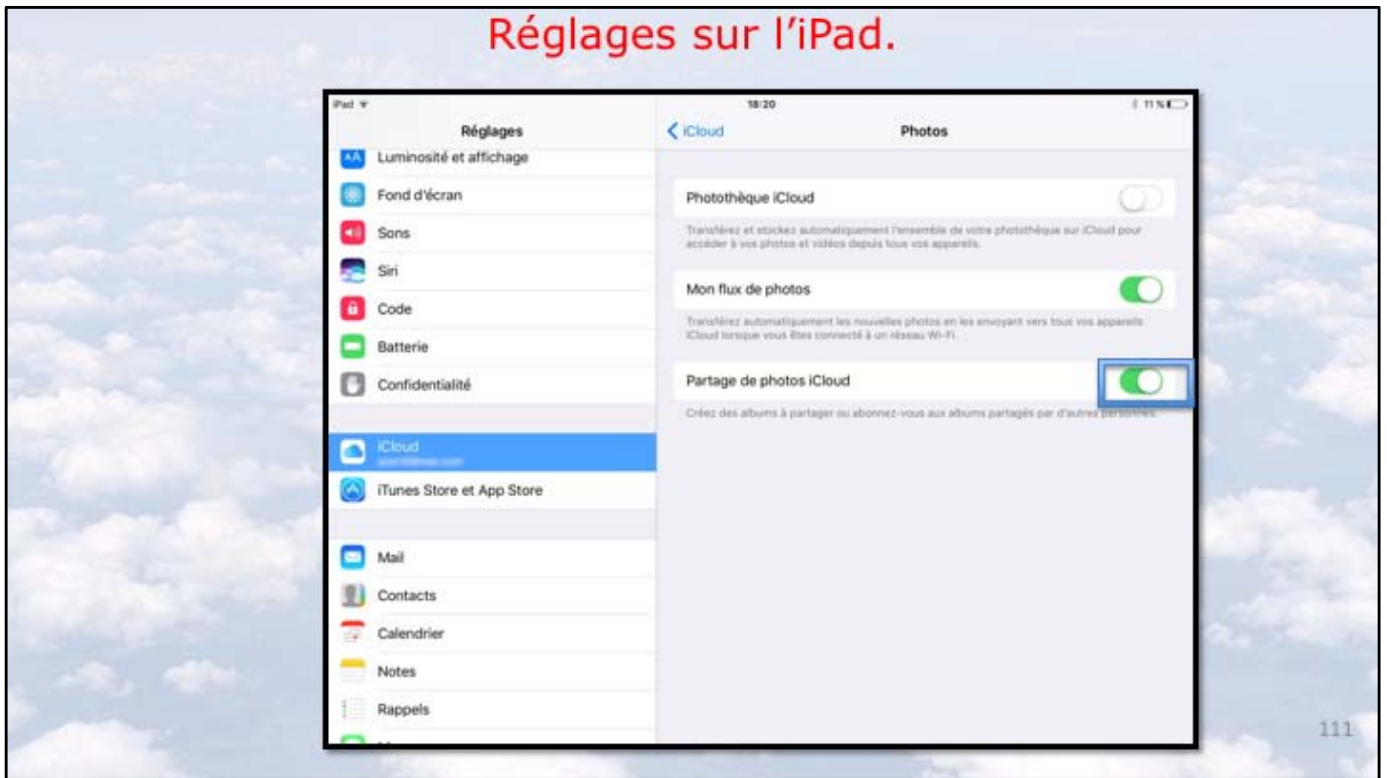 Réglages sur l'iPad.
iPad 18:20 11 %
Réglages
iCloud Photos
Luminosité et affichage
Fond d'écran
Sons
Siri
Code
Batterie
Confidentialité
iCloud
iTunes Store et App Store
Mail
Contacts
Calendrier
Notes
Rappels
Photothèque iCloud
Transférez et stockez automatiquement l'ensemble de votre photothèque sur iCloud pour
accéder à vos photos et vidéos depuis tous vos appareils.
Mon flux de photos
Transférez automatiquement les nouvelles photos en les envoyant vers tous vos appareils
iCloud lorsque vous êtes connecté à un réseau Wi-Fi.
Partage de photos iCloud
Créez des albums à partager ou abonnez-vous aux albums partagés par d'autres personnes.
111